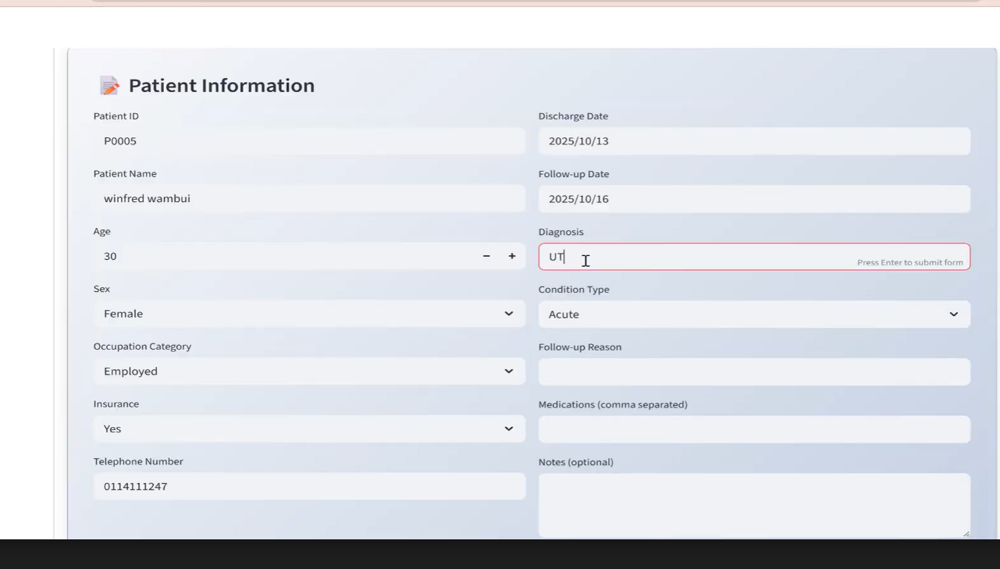 Patient Information
Patient ID
P0005
Patient Name
winfred wambui
Age
30
Sex
Female
Occupation Category
Employed
Insurance
Yes
Telephone Number
0114111247
Discharge Date
2025/10/13
Follow-up Date
2025/10/16
Diagnosis
UT
Press Enter to submit form
Condition Type
Acute
Follow-up Reason
Medications (comma separated)
Notes (optional)